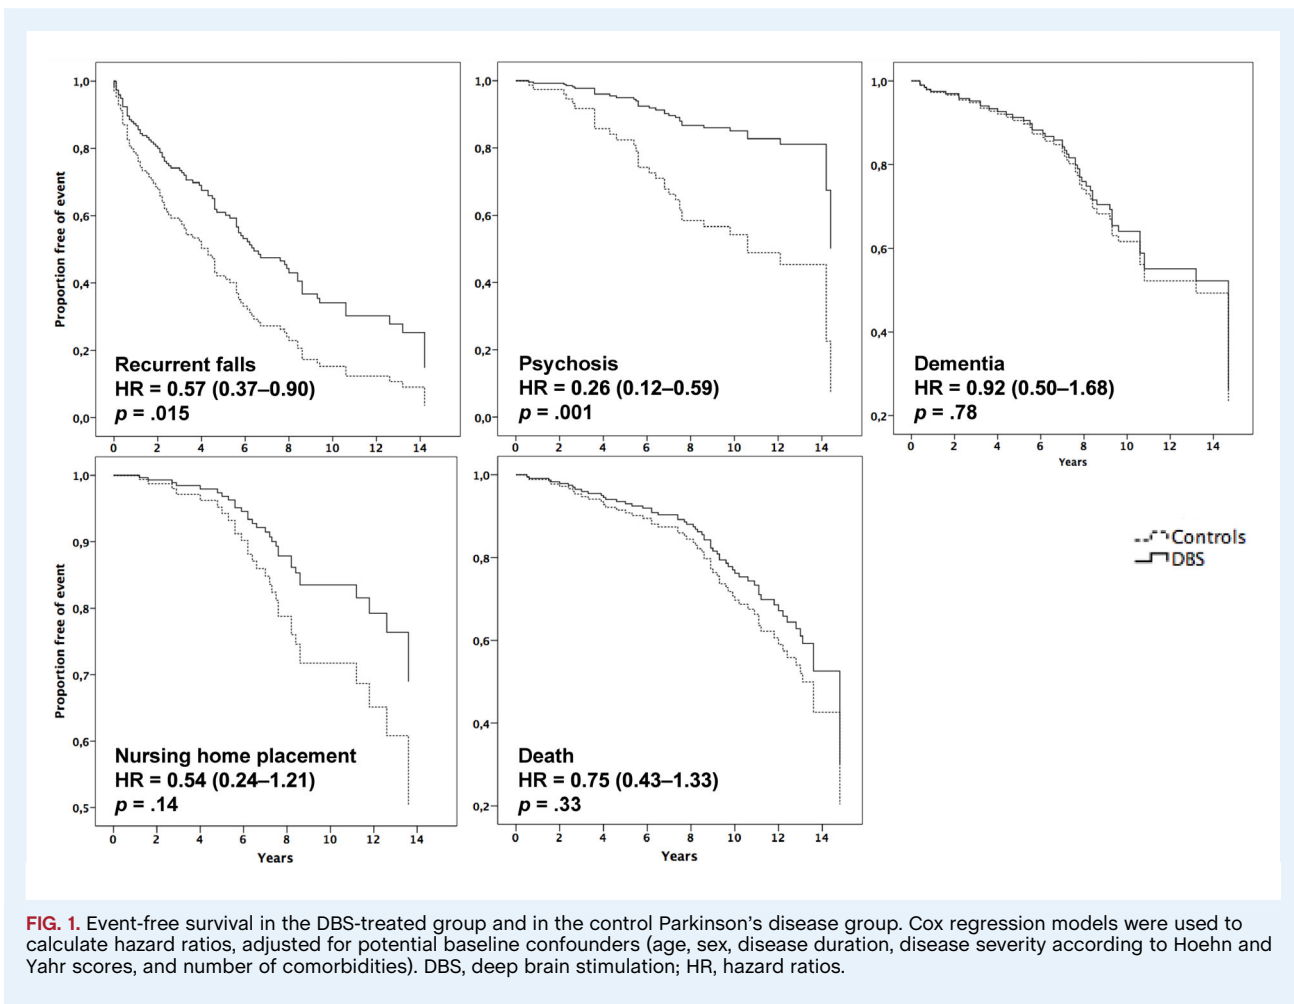 Proportion free of event
1,0
0,8
0,6
0,4
0,2
0,0
Recurrent falls
HR = 0.57 (0.37–0.90)
p = .015
0 2 4 6 8 10 12 14
1,0
0,8
0,6
0,4
0,2
0,0
Psychosis
HR = 0.26 (0.12–0.59)
p = .001
0 2 4 6 8 10 12 14
1,0
0,8
0,6
0,4
0,2
Dementia
HR = 0.92 (0.50–1.68)
p = .78
0 2 4 6 8 10 12 14
Years
Proportion free of event
1,0
0,9
0,8
0,7
0,6
0,5
Nursing home placement
HR = 0.54 (0.24–1.21)
p = .14
0 2 4 6 8 10 12 14
Years
1,0
0,8
0,6
0,4
0,2
Death
HR = 0.75 (0.43–1.33)
p = .33
0 2 4 6 8 10 12 14
Years
Controls
DBS
FIG. 1. Event-free survival in the DBS-treated group and in the control Parkinson's disease group. Cox regression models were used to
calculate hazard ratios, adjusted for potential baseline confounders (age, sex, disease duration, disease severity according to Hoehn and
Yahr scores, and number of comorbidities). DBS, deep brain stimulation; HR, hazard ratios.